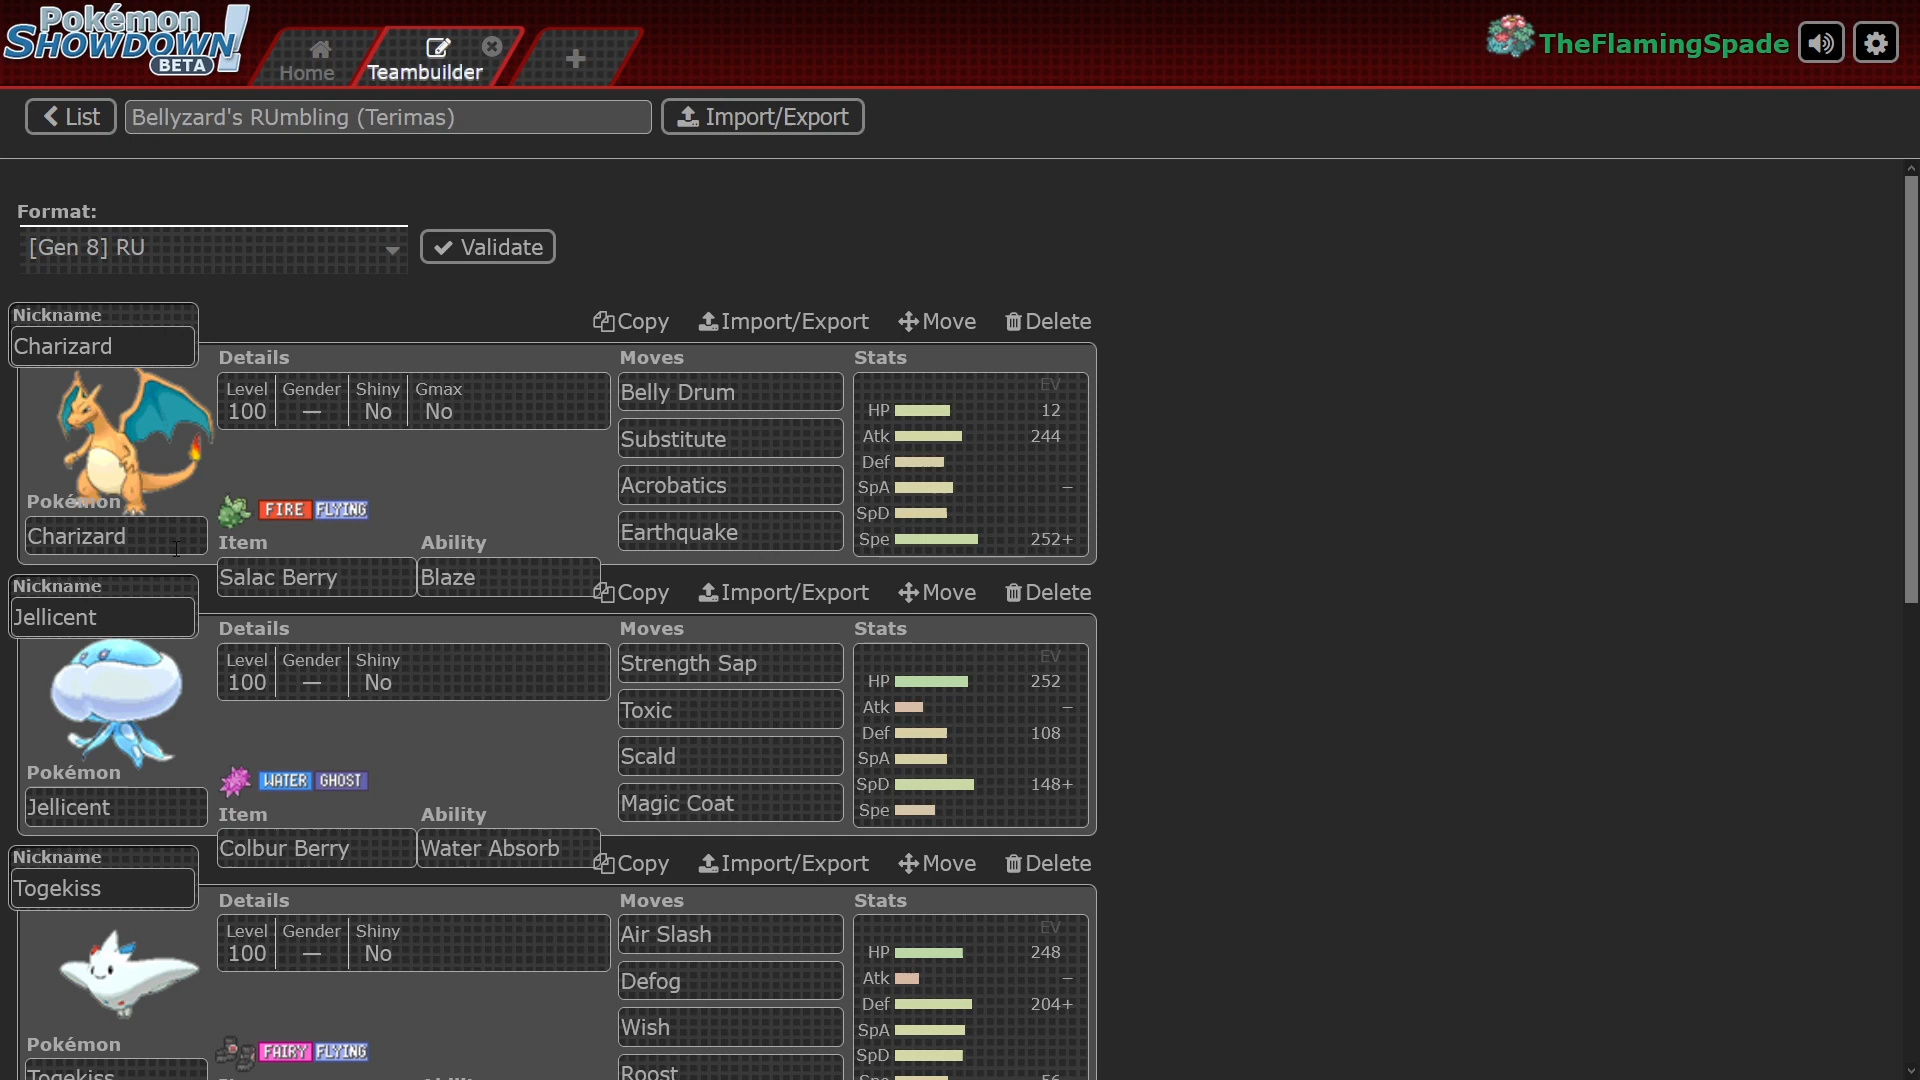 Pokémon
SHOWDOWN!
BETA
Home
Teambuilder
TheFlamingSpade
List
Bellyzard's RUmbling (Terimas)
Import/Export
Format:
[Gen 8] RU
Validate
Nickname
Charizard
Copy Import/Export Move Delete
Details
Moves
Stats
Level Gender Shiny Gmax
100 — No No
Pokémon
Charizard
FIRE FLYING
Item
Ability
Salac Berry
Blaze
Belly Drum
Substitute
Acrobatics
Earthquake
EV
HP 12
Atk 244
Def
SpA –
SpD
Spe 252+
Nickname
Jellicent
Copy Import/Export Move Delete
Details
Moves
Stats
Level Gender Shiny
100 — No
Pokémon
Jellicent
WATER GHOST
Item
Ability
Colbur Berry
Water Absorb
Strength Sap
Toxic
Scald
Magic Coat
EV
HP 252
Atk –
Def 108
SpA
SpD 148+
Spe
Nickname
Togekiss
Copy Import/Export Move Delete
Details
Moves
Stats
Level Gender Shiny
100 — No
Pokémon
Togekiss
FAIRY FLYING
Air Slash
Defog
Wish
Roost
EV
HP 248
Atk –
Def 204+
SpA
SpD
Spe 56